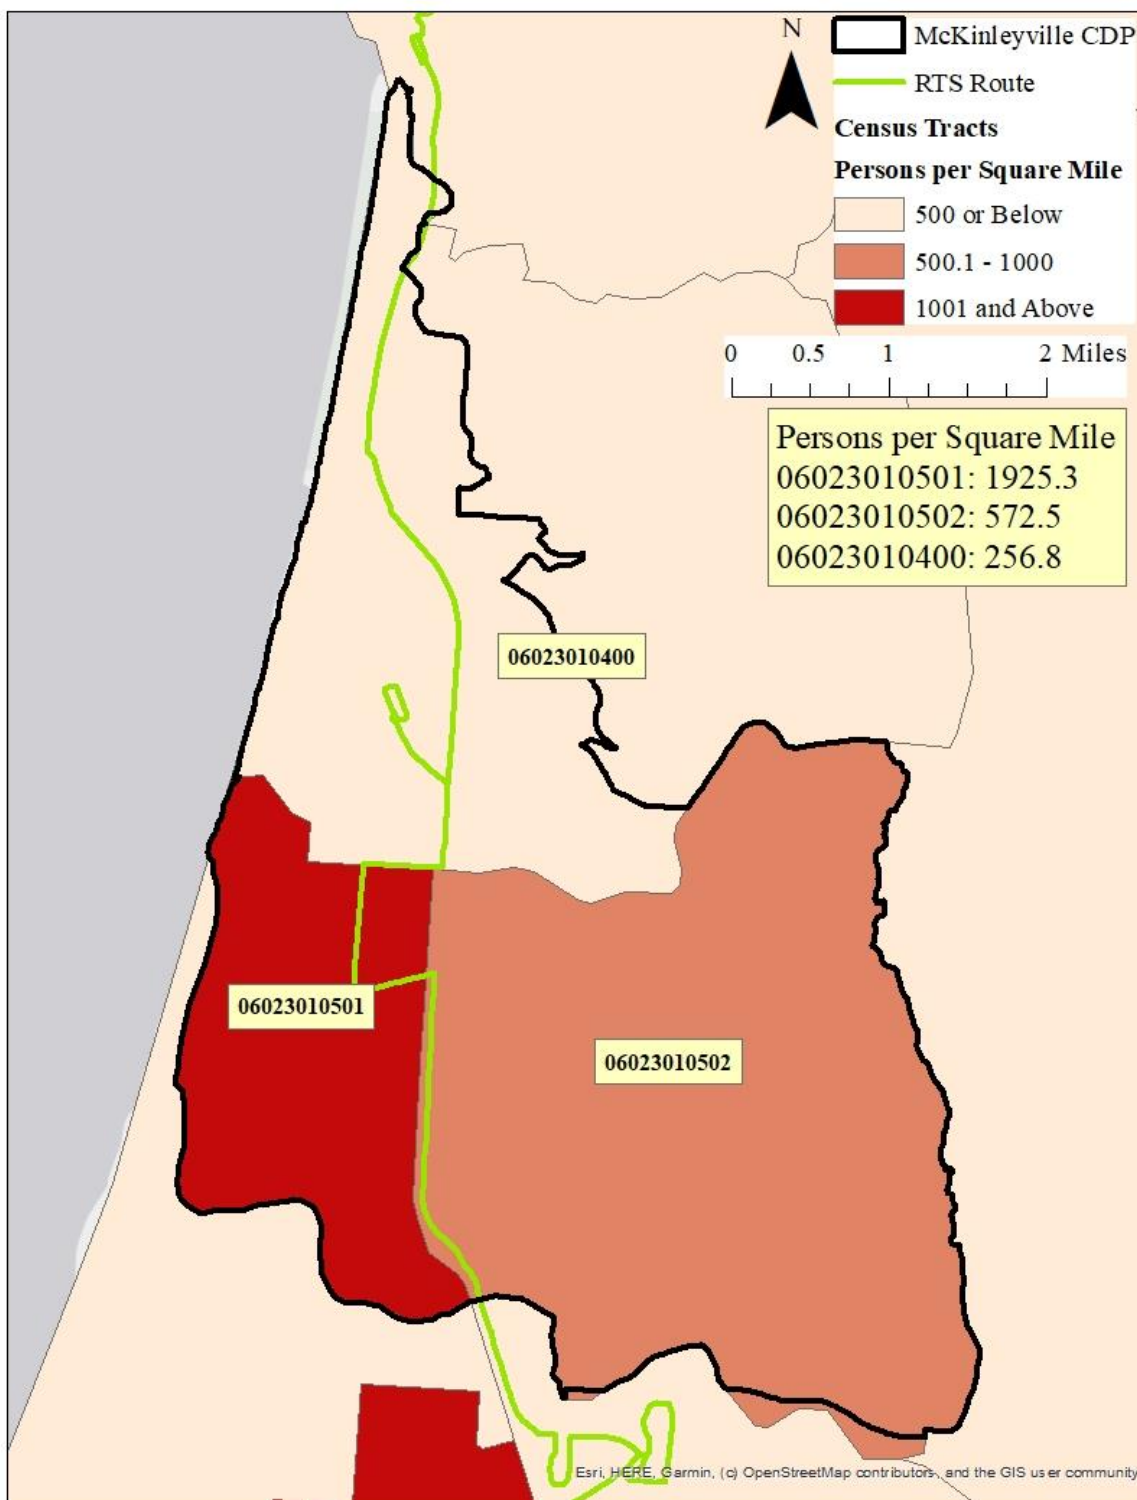 N
McKinleyville CDP
RTS Route
Census Tracts
Persons per Square Mile
500 or Below
500.1 - 1000
1001 and Above
0 0.5 1 2 Miles
Persons per Square Mile
06023010501: 1925.3
06023010502: 572.5
06023010400: 256.8
06023010400
06023010501
06023010502
Esri, HERE, Garmin, (c) OpenStreetMap contributors, and the GIS user community